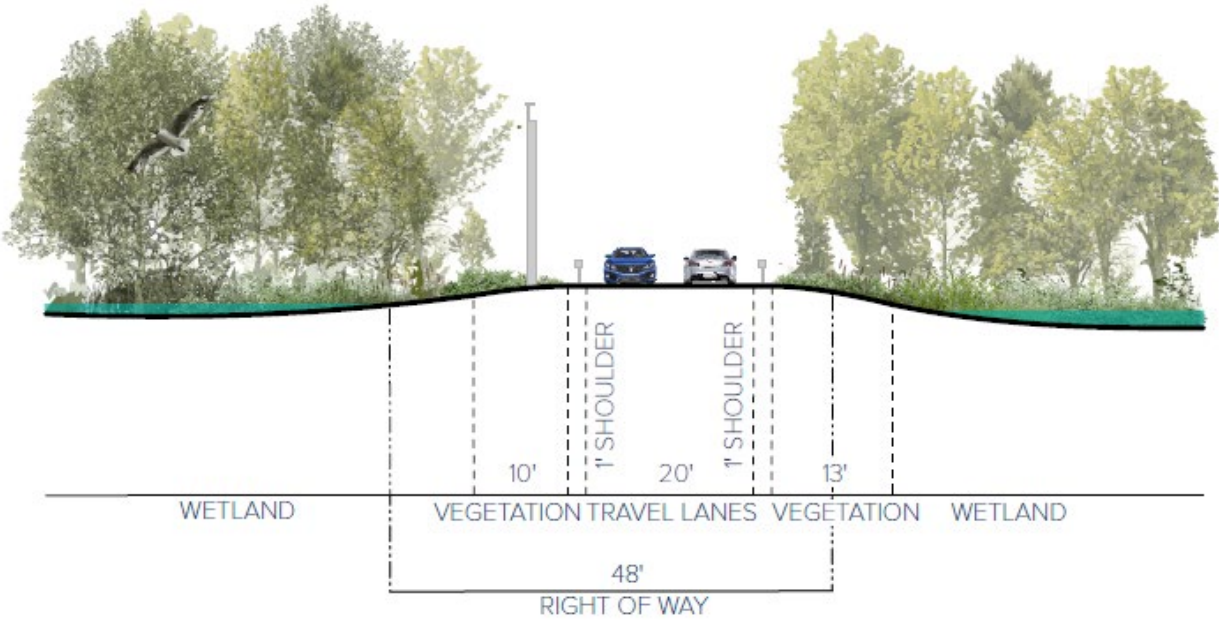 1' SHOULDER
1' SHOULDER
10'
20'
13'
WETLAND
VEGETATION
TRAVEL LANES
VEGETATION
WETLAND
48'
RIGHT OF WAY